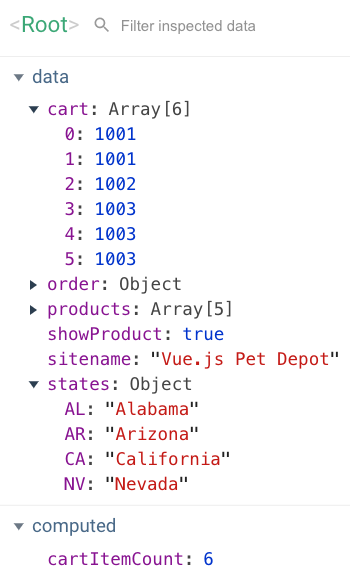 <Root> Filter inspected data
data
cart: Array[6]
0: 1001
1: 1001
2: 1002
3: 1003
4: 1003
5: 1003
order: Object
products: Array[5]
showProduct: true
sitename: "Vue.js Pet Depot"
states: Object
AL: "Alabama"
AR: "Arizona"
CA: "California"
NV: "Nevada"
computed
cartItemCount: 6